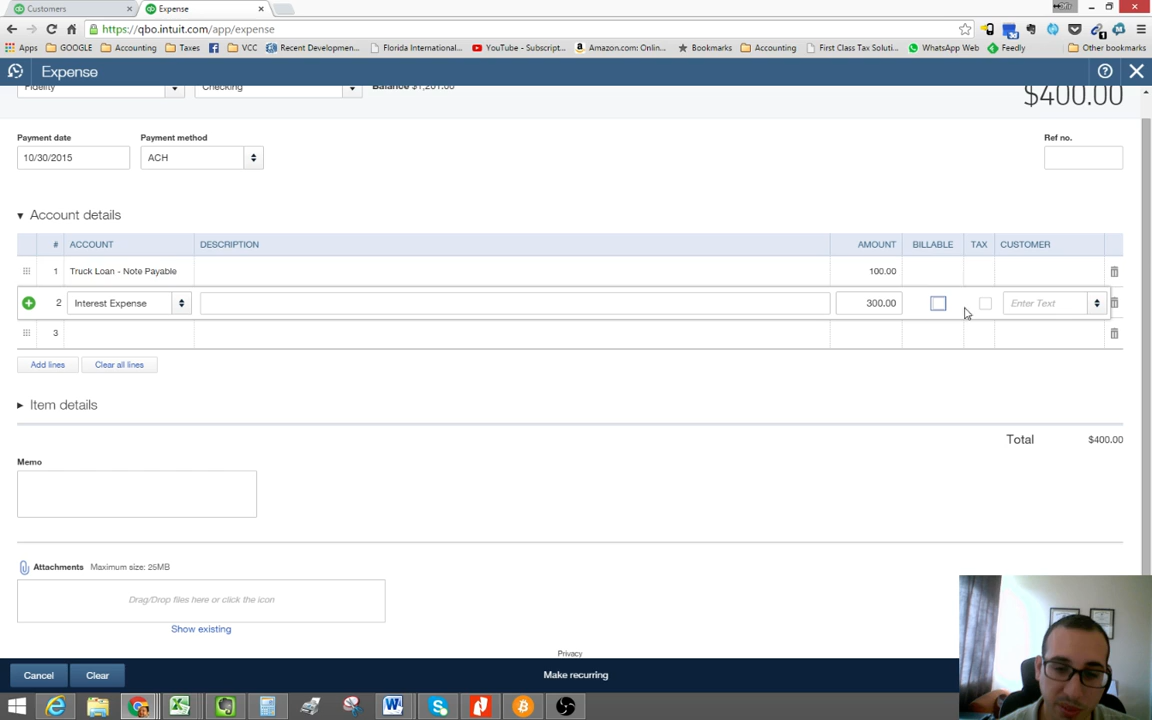 Customers
Expense
https://qbo.intuit.com/app/expense
Apps GOOGLE Accounting Taxes VCC Recent Developmen... Florida International... YouTube - Subscript... Amazon.com: Onlin... Bookmarks Accounting First Class Tax Soluti... WhatsApp Web Feedly Other bookmarks
Expense
Fidelity Checking Balance $1,201.00 $400.00
Payment date Payment method Ref no.
10/30/2015 ACH
Account details
# ACCOUNT DESCRIPTION AMOUNT BILLABLE TAX CUSTOMER
1 Truck Loan - Note Payable 100.00
2 Interest Expense 300.00 Enter Text
3
Add lines Clear all lines
Item details
Total $400.00
Memo
Attachments Maximum size: 25MB
Drag/Drop files here or click the icon
Show existing
Privacy
Cancel Clear Make recurring